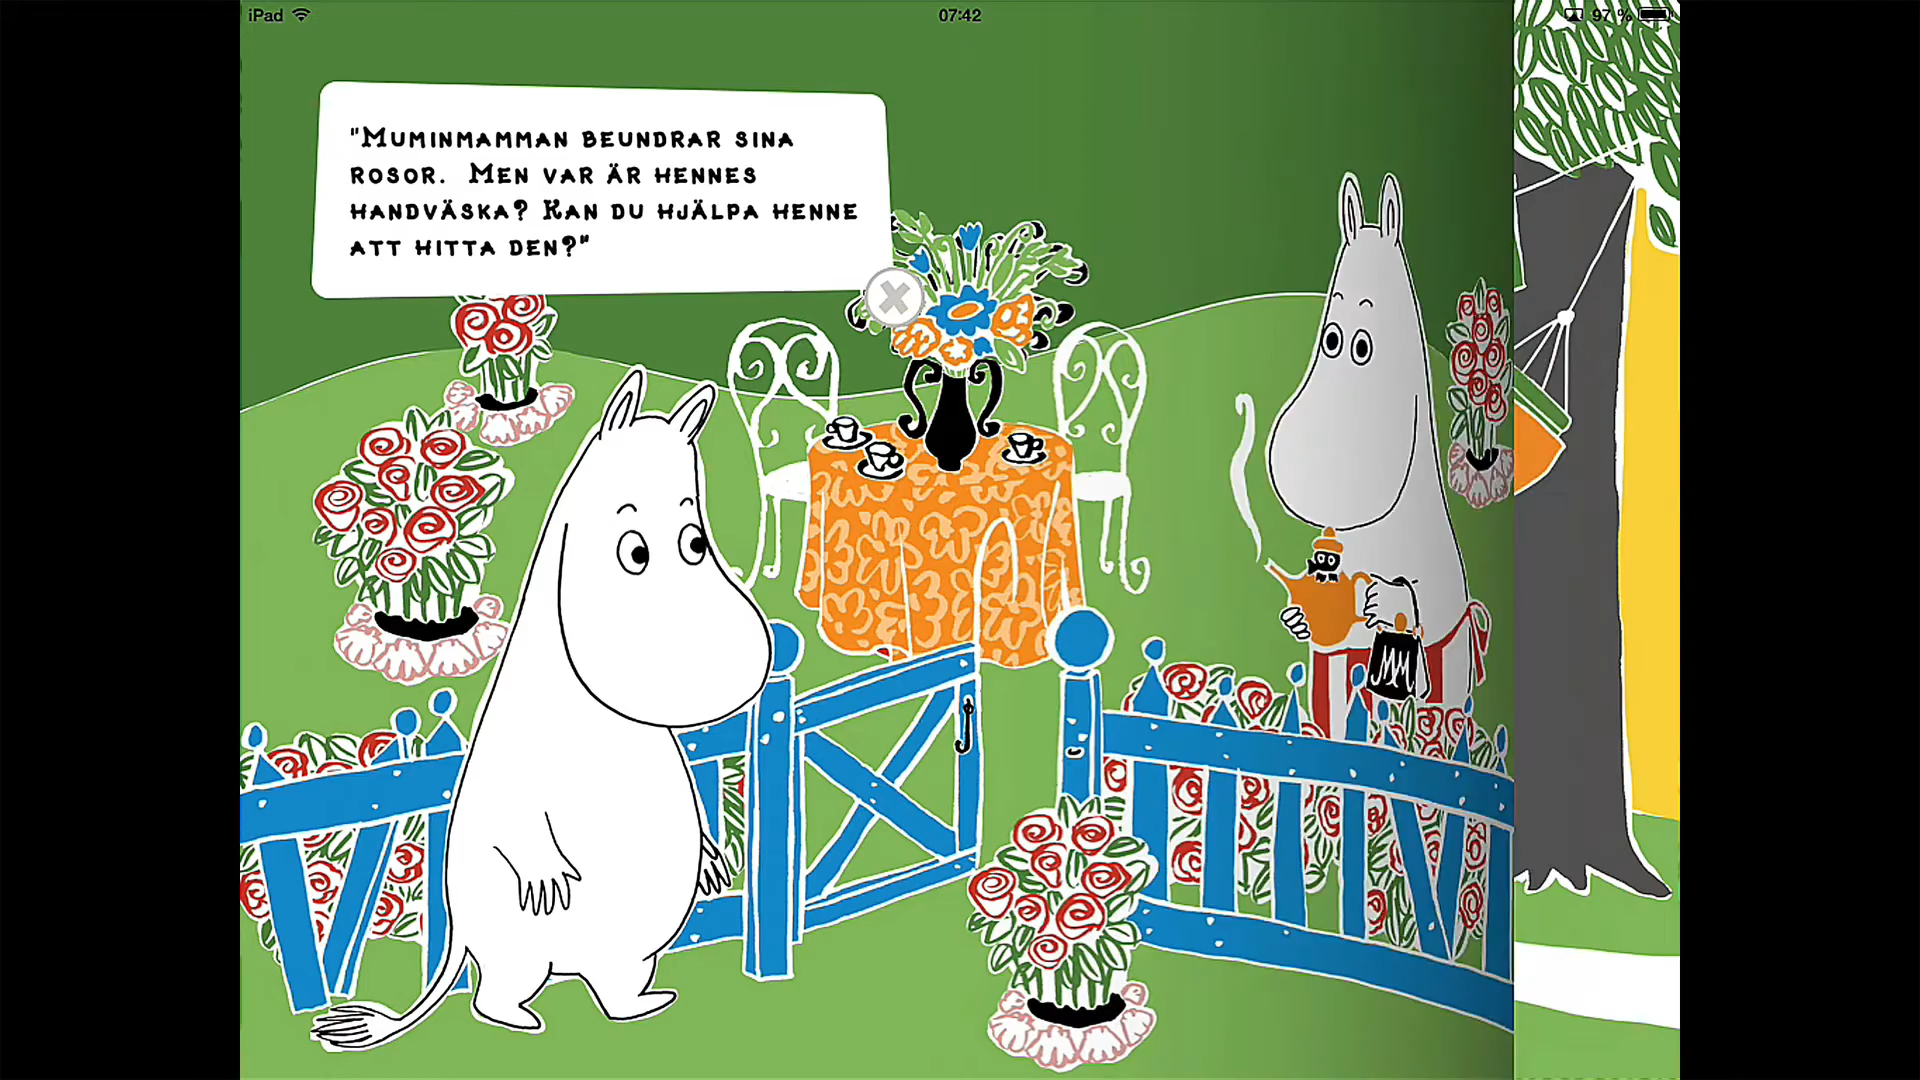 iPad 07:42 97 %
"Muminmamman beundrar sina
rosor. Men var är hennes
handväska? Kan du hjälpa henne
att hitta den?"
MM